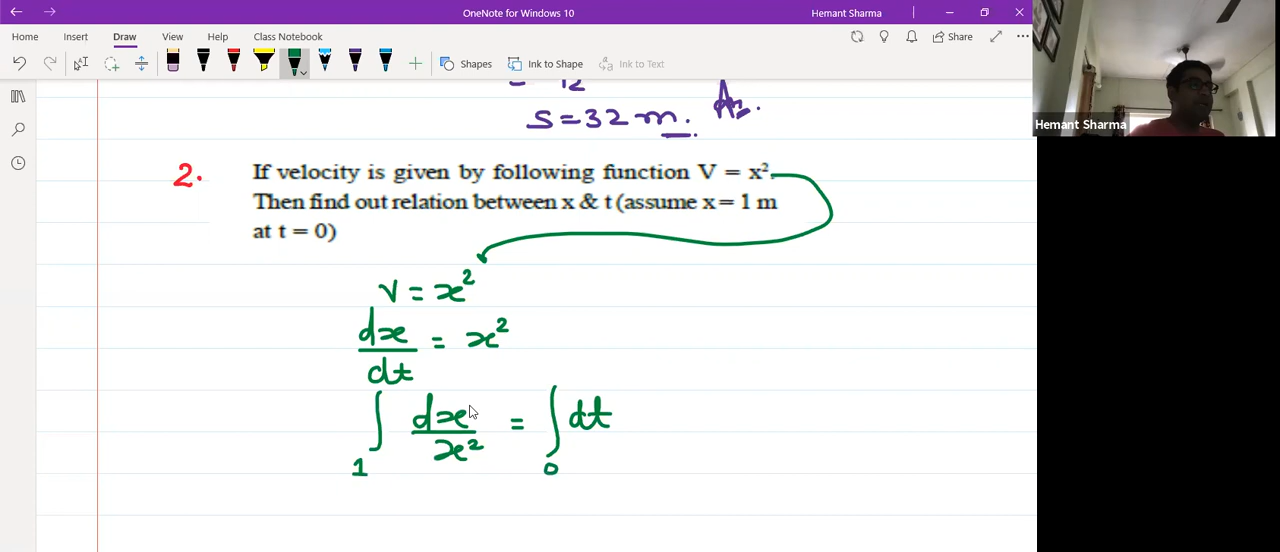 OneNote for Windows 10
Hemant Sharma
Home Insert Draw View Help Class Notebook
Share
Shapes Ink to Shape Ink to Text
= 12
s = 32 m. Ans.
2. If velocity is given by following function V = x².
Then find out relation between x & t (assume x = 1 m
at t = 0)
v = x²
dx/dt = x²
∫₁ dx/x² = ∫₀ dt
Hemant Sharma